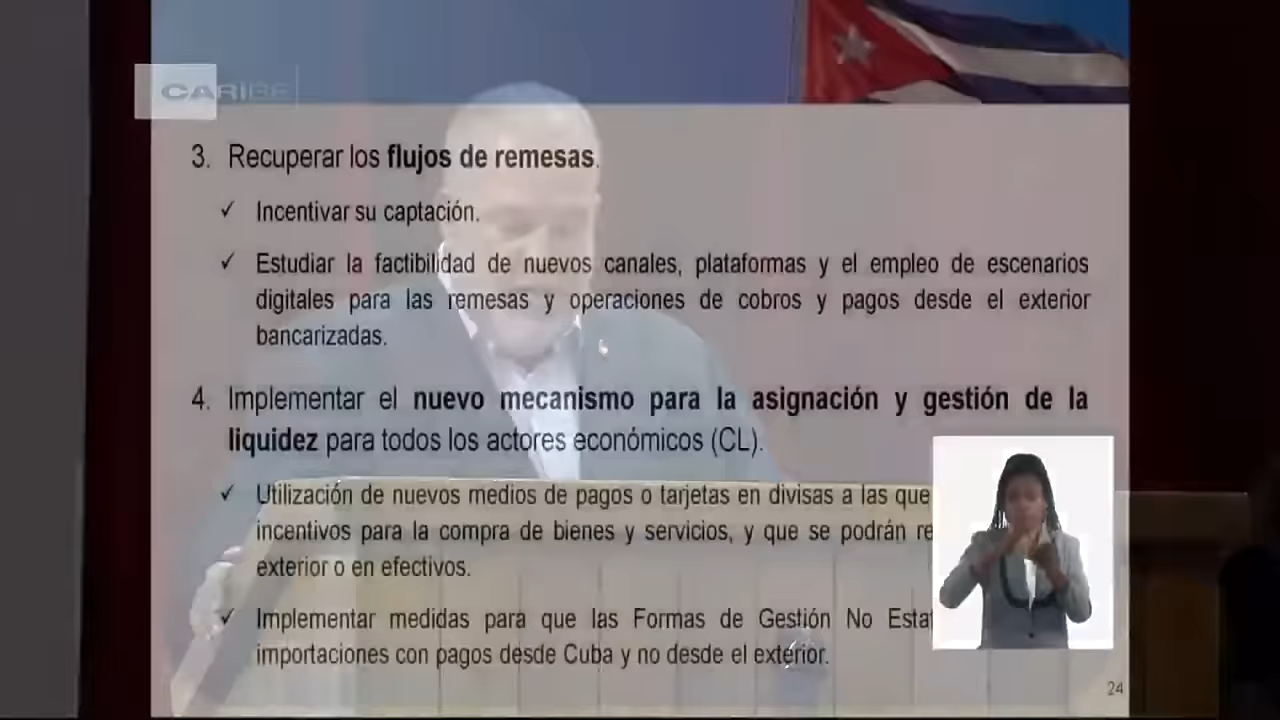 CARIBE
3. Recuperar los flujos de remesas.
✓ Incentivar su captación.
✓ Estudiar la factibilidad de nuevos canales, plataformas y el empleo de escenarios
digitales para las remesas y operaciones de cobros y pagos desde el exterior
bancarizadas.
4. Implementar el nuevo mecanismo para la asignación y gestión de la
liquidez para todos los actores económicos (CL).
✓ Utilización de nuevos medios de pagos o tarjetas en divisas a las que
incentivos para la compra de bienes y servicios, y que se podrán
exterior o en efectivos.
✓ Implementar medidas para que las Formas de Gestión No
importaciones con pagos desde Cuba y no desde el exterior.
24